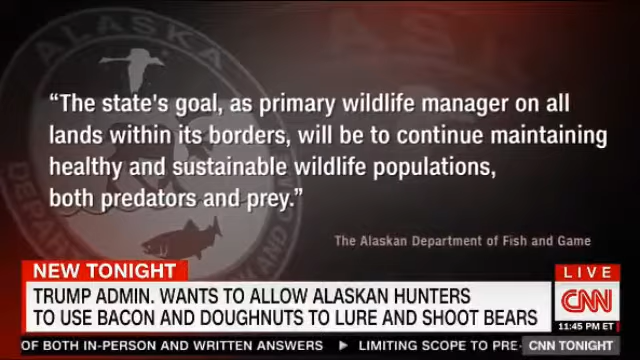 ALASKA
“The state's goal, as primary wildlife manager on all
lands within its borders, will be to continue maintaining
healthy and sustainable wildlife populations,
both predators and prey.”
The Alaskan Department of Fish and Game
NEW TONIGHT
LIVE
TRUMP ADMIN. WANTS TO ALLOW ALASKAN HUNTERS
TO USE BACON AND DOUGHNUTS TO LURE AND SHOOT BEARS
CNN
11:45 PM ET
OF BOTH IN-PERSON AND WRITTEN ANSWERS ► LIMITING SCOPE TO PRE-
CNN TONIGHT